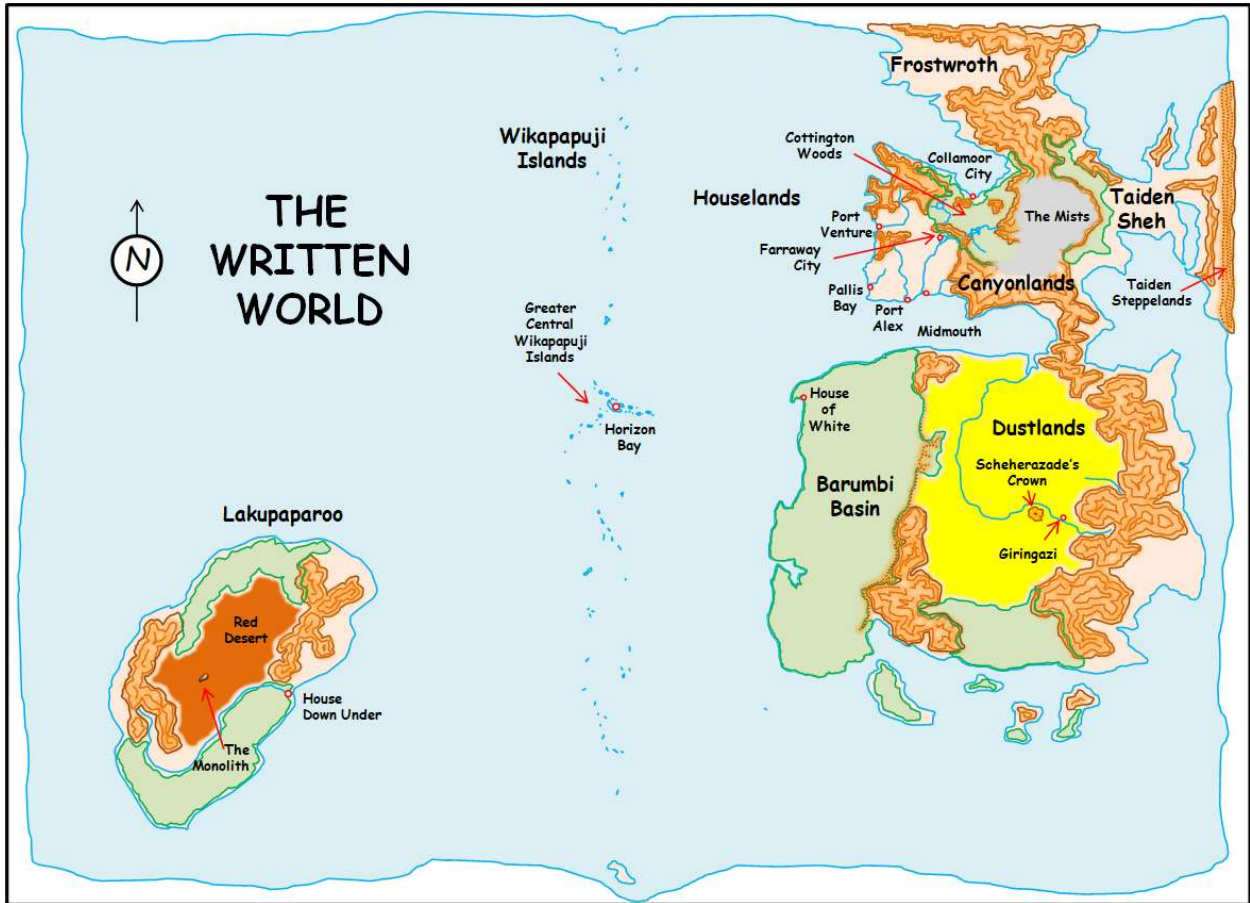 THE
WRITTEN
WORLD
N
Frostwroth
Wikapapuji
Islands
Cottington
Woods
Collamoor
City
Houselands
Taiden
Sheh
The Mists
Port
Venture
Farraway
City
Canyonlands
Taiden
Steppelands
Pallis
Bay
Port
Alex
Midmouth
Greater
Central
Wikapapuji
Islands
Horizon
Bay
House
of
White
Dustlands
Scheherazade's
Crown
Barumbi
Basin
Giringazi
Lakupaparoo
Red
Desert
House
Down Under
The
Monolith